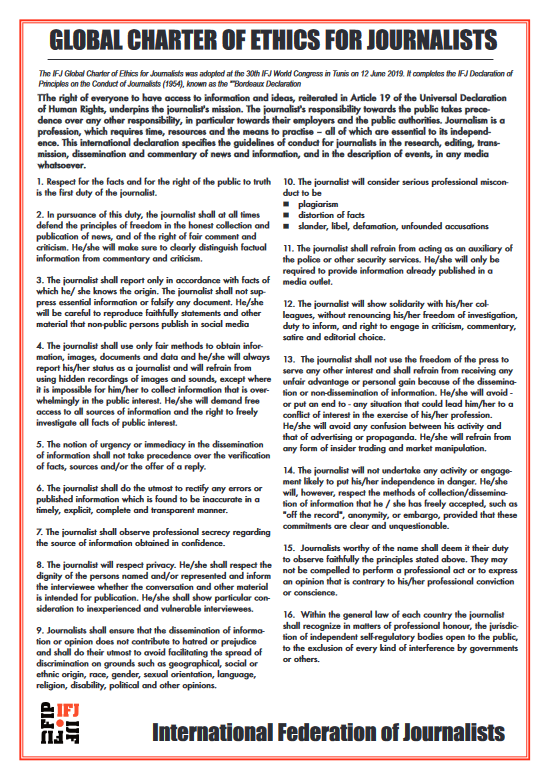 GLOBAL CHARTER OF ETHICS FOR JOURNALISTS
The IFJ Global Charter of Ethics for Journalists was adopted at the 30th IFJ World Congress in Tunis on 12 June 2019. It completes the IFJ Declaration of
Principles on the Conduct of Journalists (1954), known as the ""Bordeaux Declaration
The right of everyone to have access to information and ideas, reiterated in Article 19 of the Universal Declaration
of Human Rights, underpins the journalist's mission. The journalist's responsibility towards the public takes prece-
dence over any other responsibility, in particular towards their employers and the public authorities. Journalism is a
profession, which requires time, resources and the means to practise – all of which are essential to its independ-
ence. This international declaration specifies the guidelines of conduct for journalists in the research, editing, trans-
mission, dissemination and commentary of news and information, and in the description of events, in any media
whatsoever.
1. Respect for the facts and for the right of the public to truth
is the first duty of the journalist.
2. In pursuance of this duty, the journalist shall at all times
defend the principles of freedom in the honest collection and
publication of news, and of the right of fair comment and
criticism. He/she will make sure to clearly distinguish factual
information from commentary and criticism.
3. The journalist shall report only in accordance with facts of
which he/ she knows the origin. The journalist shall not sup-
press essential information or falsify any document. He/she
will be careful to reproduce faithfully statements and other
material that non-public persons publish in social media
4. The journalist shall use only fair methods to obtain infor-
mation, images, documents and data and he/she will always
report his/her status as a journalist and will refrain from
using hidden recordings of images and sounds, except where
it is impossible for him/her to collect information that is over-
whelmingly in the public interest. He/she will demand free
access to all sources of information and the right to freely
investigate all facts of public interest.
5. The notion of urgency or immediacy in the dissemination
of information shall not take precedence over the verification
of facts, sources and/or the offer of a reply.
6. The journalist shall do the utmost to rectify any errors or
published information which is found to be inaccurate in a
timely, explicit, complete and transparent manner.
7. The journalist shall observe professional secrecy regarding
the source of information obtained in confidence.
8. The journalist will respect privacy. He/she shall respect the
dignity of the persons named and/or represented and inform
the interviewee whether the conversation and other material
is intended for publication. He/she shall show particular con-
sideration to inexperienced and vulnerable interviewees.
9. Journalists shall ensure that the dissemination of informa-
tion or opinion does not contribute to hatred or prejudice
and shall do their utmost to avoid facilitating the spread of
discrimination on grounds such as geographical, social or
ethnic origin, race, gender, sexual orientation, language,
religion, disability, political and other opinions.
10. The journalist will consider serious professional miscon-
duct to be
■ plagiarism
■ distortion of facts
■ slander, libel, defamation, unfounded accusations
11. The journalist shall refrain from acting as an auxiliary of
the police or other security services. He/she will only be
required to provide information already published in a
media outlet.
12. The journalist will show solidarity with his/her col-
leagues, without renouncing his/her freedom of investigation,
duty to inform, and right to engage in criticism, commentary,
satire and editorial choice.
13. The journalist shall not use the freedom of the press to
serve any other interest and shall refrain from receiving any
unfair advantage or personal gain because of the dissemina-
tion or non-dissemination of information. He/she will avoid -
or put an end to - any situation that could lead him/her to a
conflict of interest in the exercise of his/her profession.
He/she will avoid any confusion between his activity and
that of advertising or propaganda. He/she will refrain from
any form of insider trading and market manipulation.
14. The journalist will not undertake any activity or engage-
ment likely to put his/her independence in danger. He/she
will, however, respect the methods of collection/dissemina-
tion of information that he / she has freely accepted, such as
"off the record", anonymity, or embargo, provided that these
commitments are clear and unquestionable.
15. Journalists worthy of the name shall deem it their duty
to observe faithfully the principles stated above. They may
not be compelled to perform a professional act or to express
an opinion that is contrary to his/her professional conviction
or conscience.
16. Within the general law of each country the journalist
shall recognize in matters of professional honour, the jurisdic-
tion of independent self-regulatory bodies open to the public,
to the exclusion of every kind of interference by governments
or others.
FIP IFJ
International Federation of Journalists